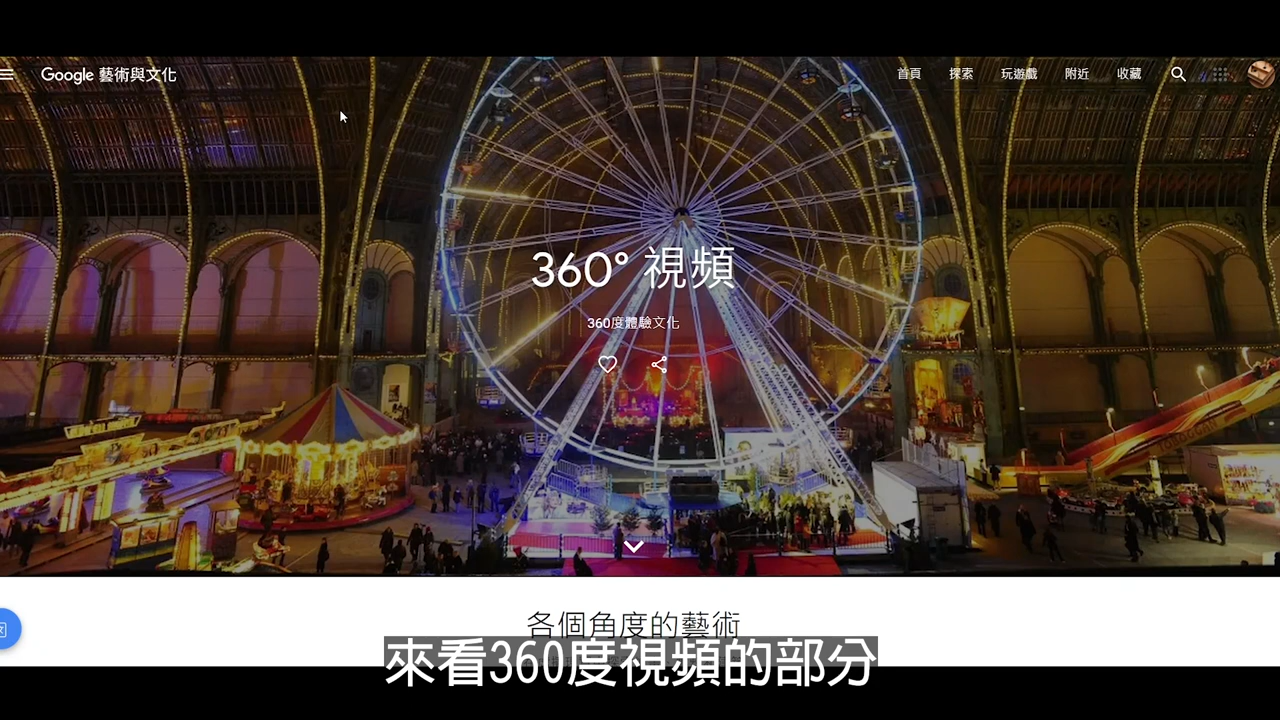 Google 藝術與文化
首頁 探索 玩遊戲 附近 收藏
360° 視頻
360度體驗文化
各個角度的藝術
來看360度視頻的部分